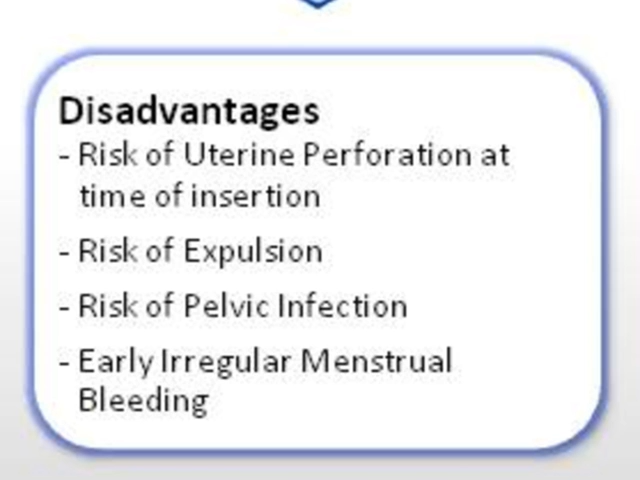 Disadvantages
- Risk of Uterine Perforation at
time of insertion
- Risk of Expulsion
- Risk of Pelvic Infection
- Early Irregular Menstrual
Bleeding